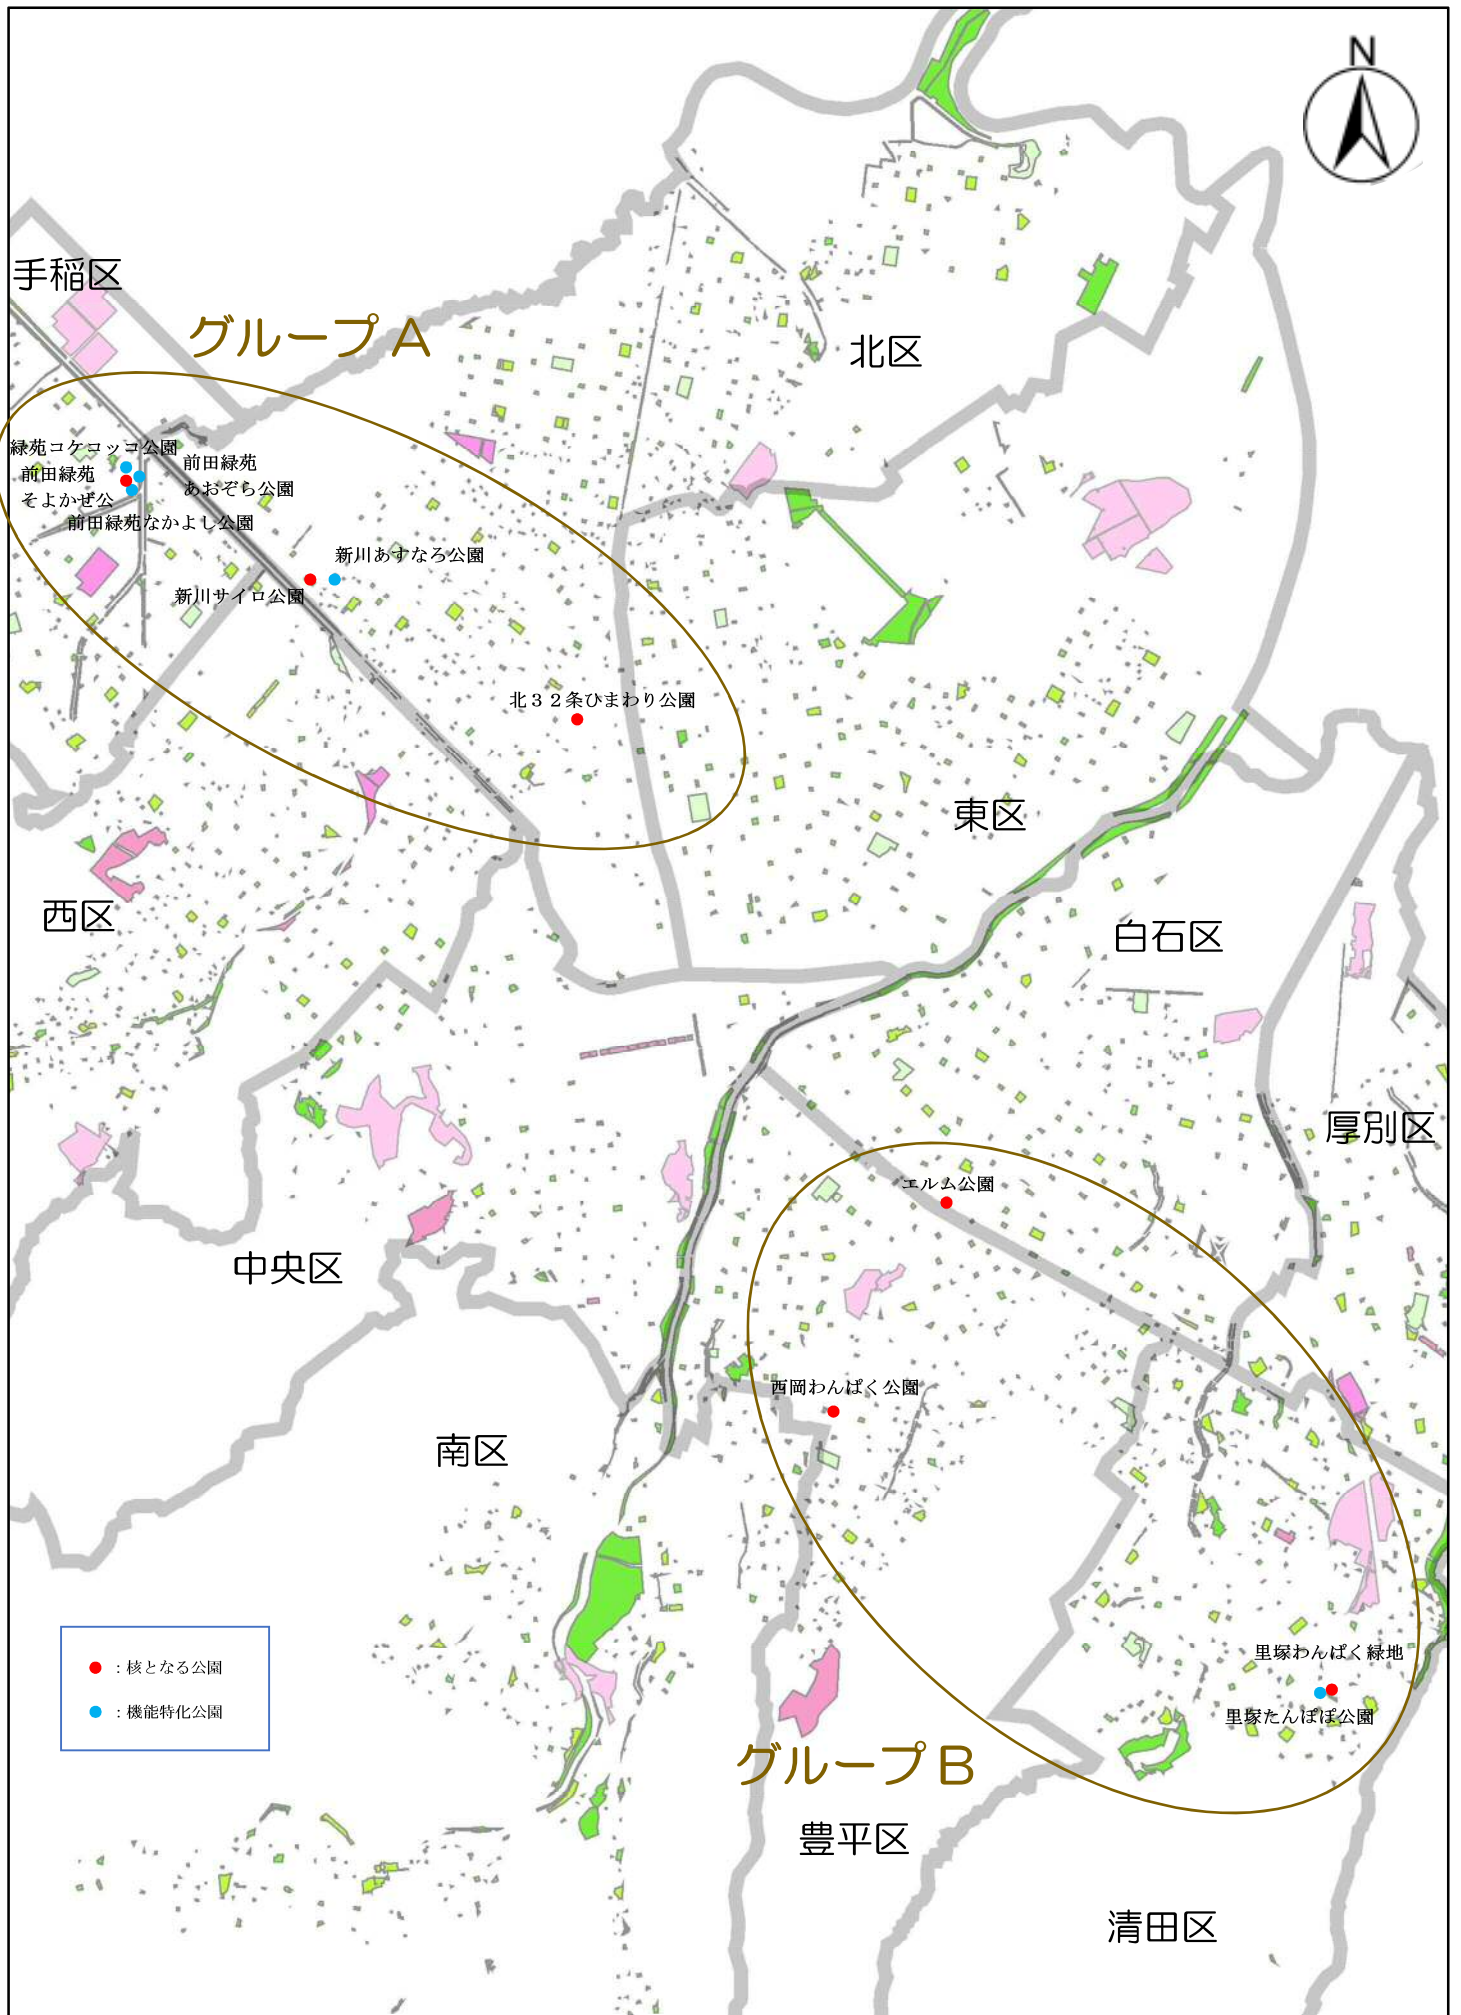 N
手稲区
グループA
北区
緑苑コケコッコ公園
前田緑苑
あおぞら公園
前田緑苑
そよかぜ公
前田緑苑なかよし公園
新川あすなろ公園
新川サイロ公園
北32条ひまわり公園
東区
西区
白石区
厚別区
エルム公園
中央区
西岡わんぱく公園
南区
里塚わんぱく緑地
里塚たんぽぽ公園
：核となる公園
：機能特化公園
グループB
豊平区
清田区